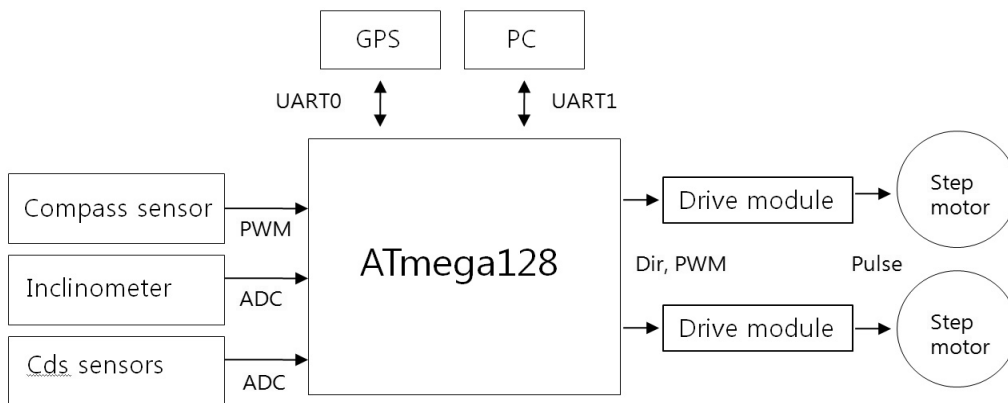 GPS
PC
UART0
UART1
Compass sensor
PWM
Inclinometer
ADC
Cds sensors
ADC
ATmega128
Drive module
Step
motor
Dir, PWM
Pulse
Drive module
Step
motor